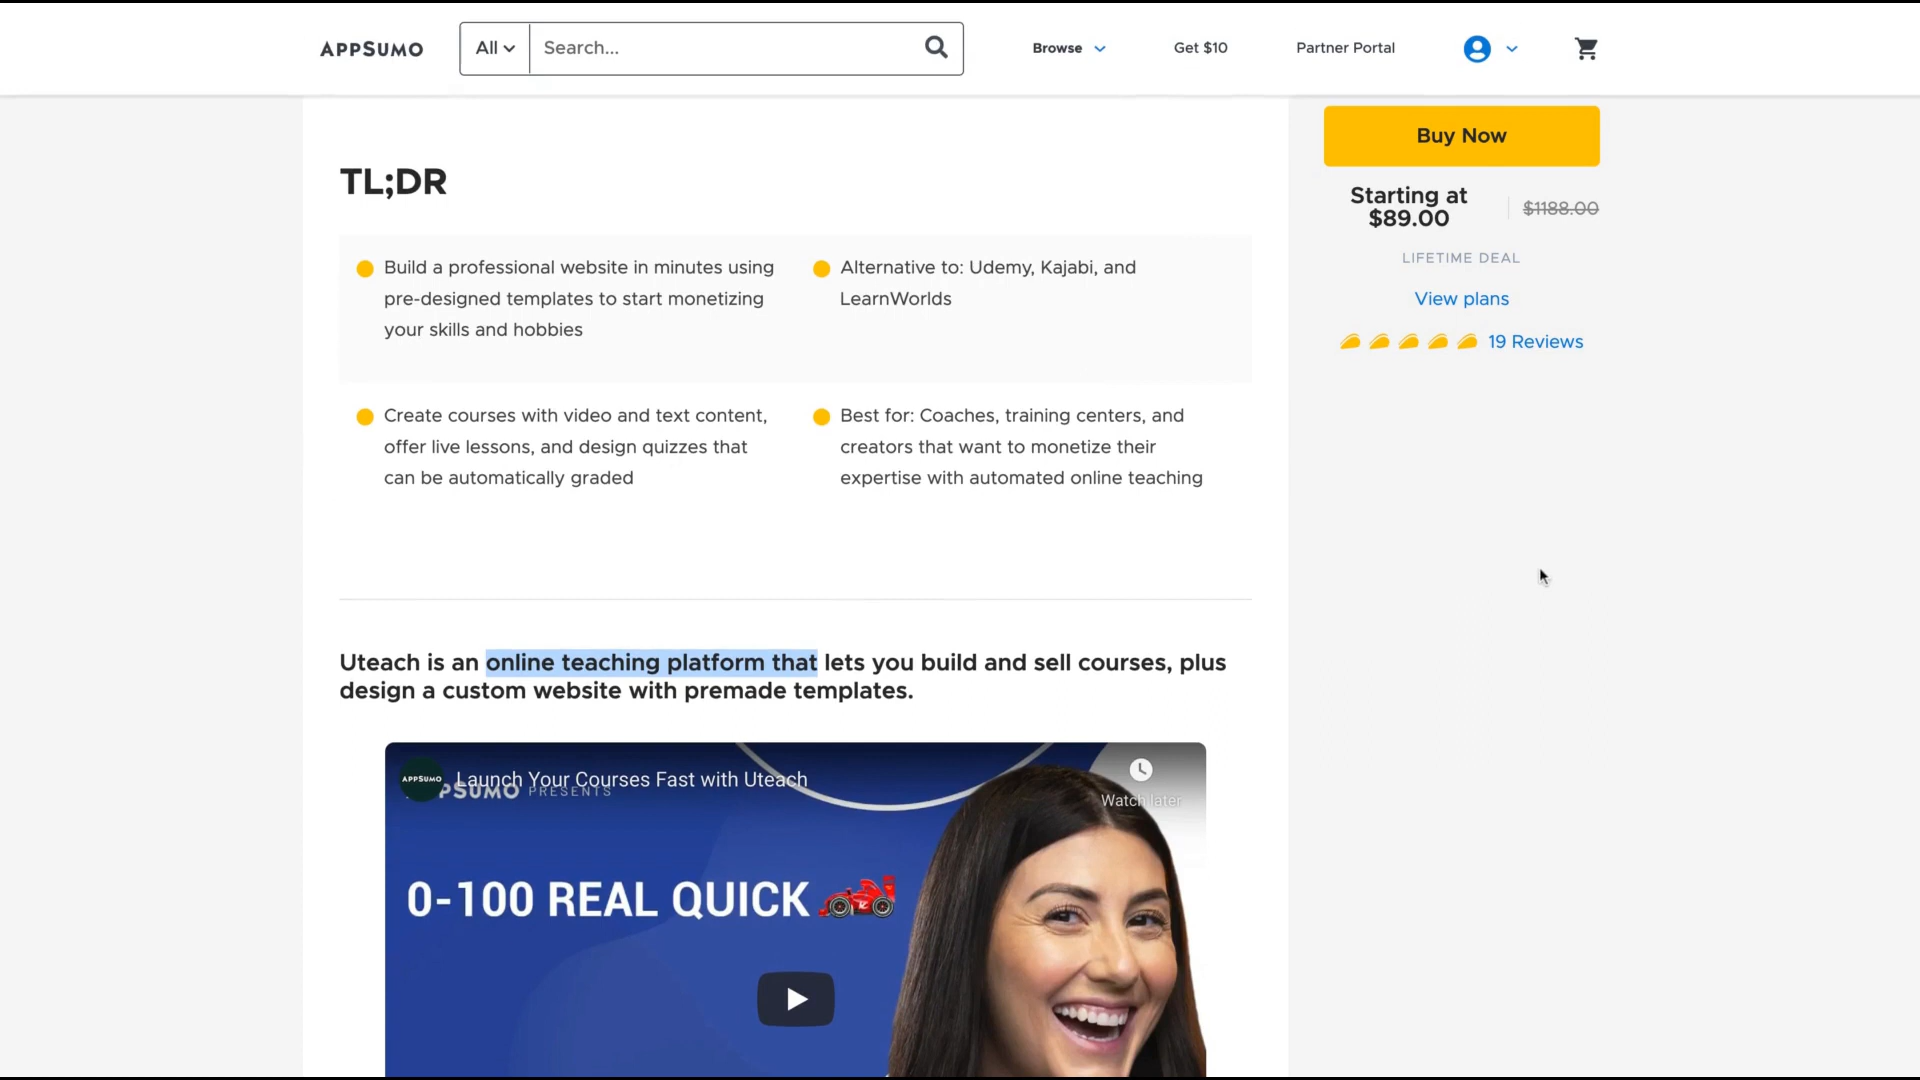 APPSUMO
All
Search...
Browse
Get $10
Partner Portal
Buy Now
Starting at
$89.00
$1188.00
LIFETIME DEAL
View plans
19 Reviews
TL;DR
Build a professional website in minutes using
pre-designed templates to start monetizing
your skills and hobbies
Alternative to: Udemy, Kajabi, and
LearnWorlds
Create courses with video and text content,
offer live lessons, and design quizzes that
can be automatically graded
Best for: Coaches, training centers, and
creators that want to monetize their
expertise with automated online teaching
Uteach is an online teaching platform that lets you build and sell courses, plus
design a custom website with premade templates.
APPSUMO
Launch Your Courses Fast with Uteach
PSUMO PRESENTS
Watch later
0-100 REAL QUICK